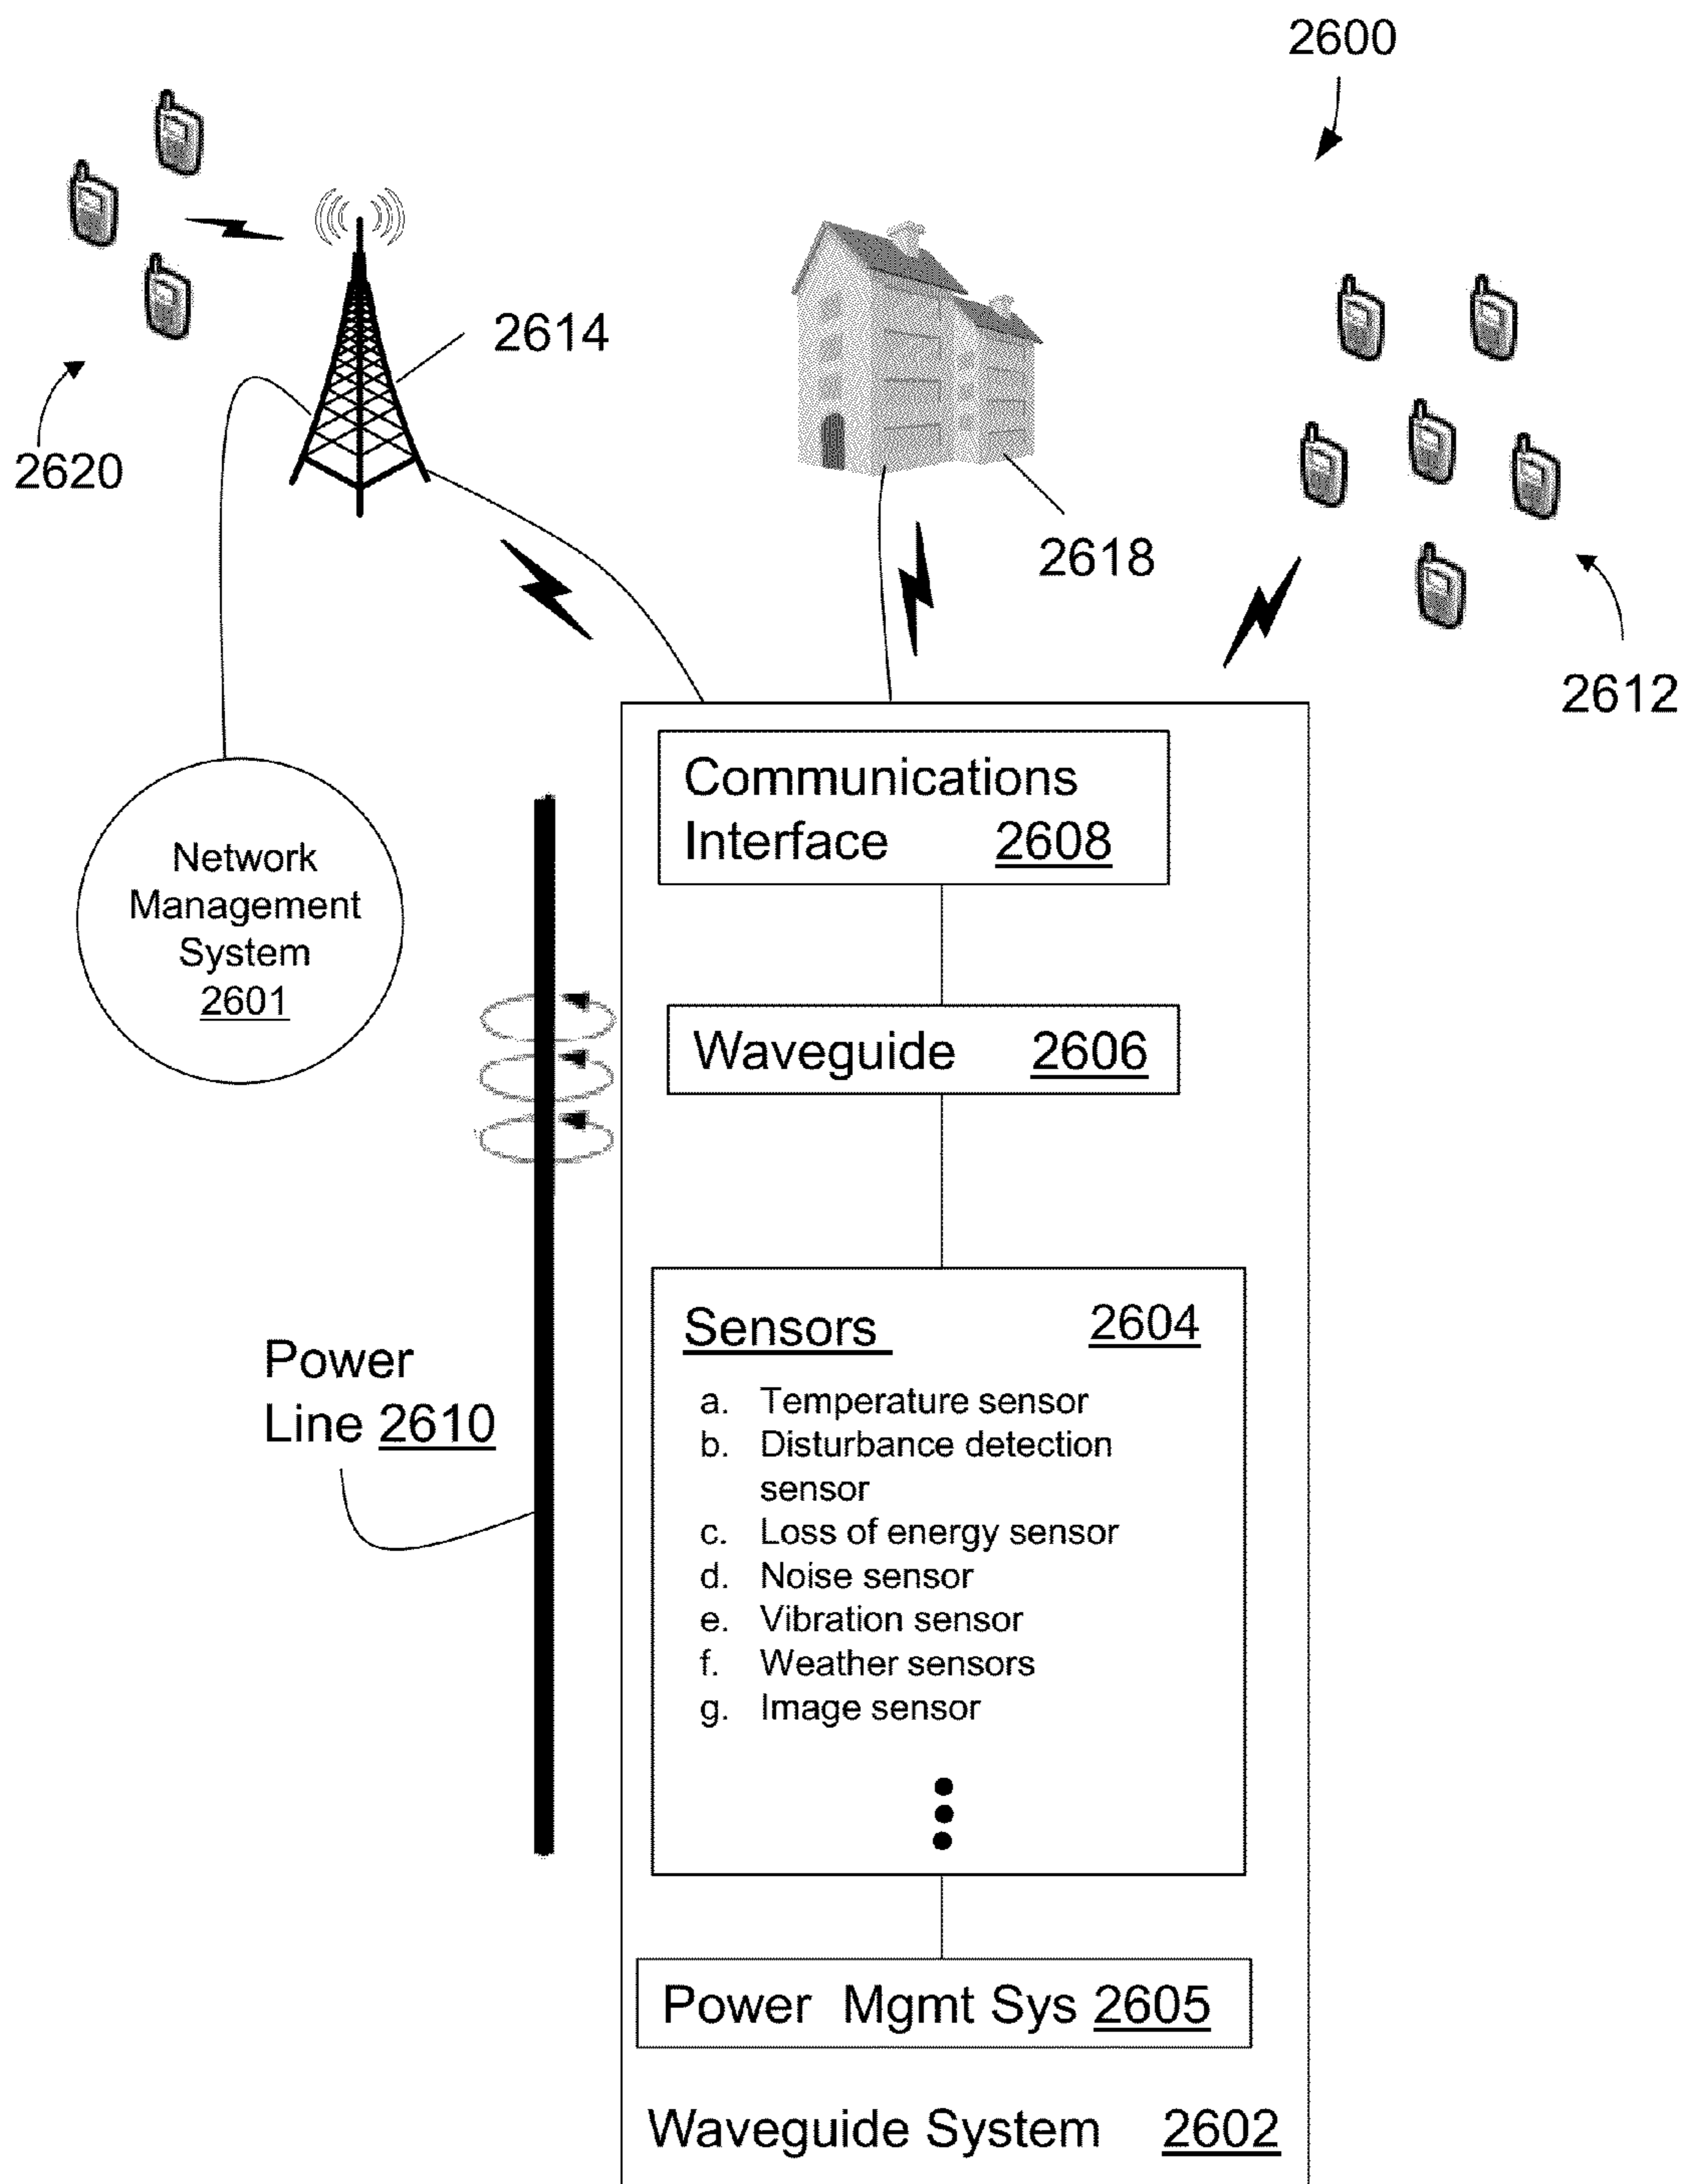 2600
2614
2620
2618
2612
Communications
Interface 2608
Network
Management
System
2601
Waveguide 2606
Sensors 2604
Power
Line 2610
a. Temperature sensor
b. Disturbance detection
sensor
c. Loss of energy sensor
d. Noise sensor
e. Vibration sensor
f. Weather sensors
g. Image sensor
Power Mgmt Sys 2605
Waveguide System 2602